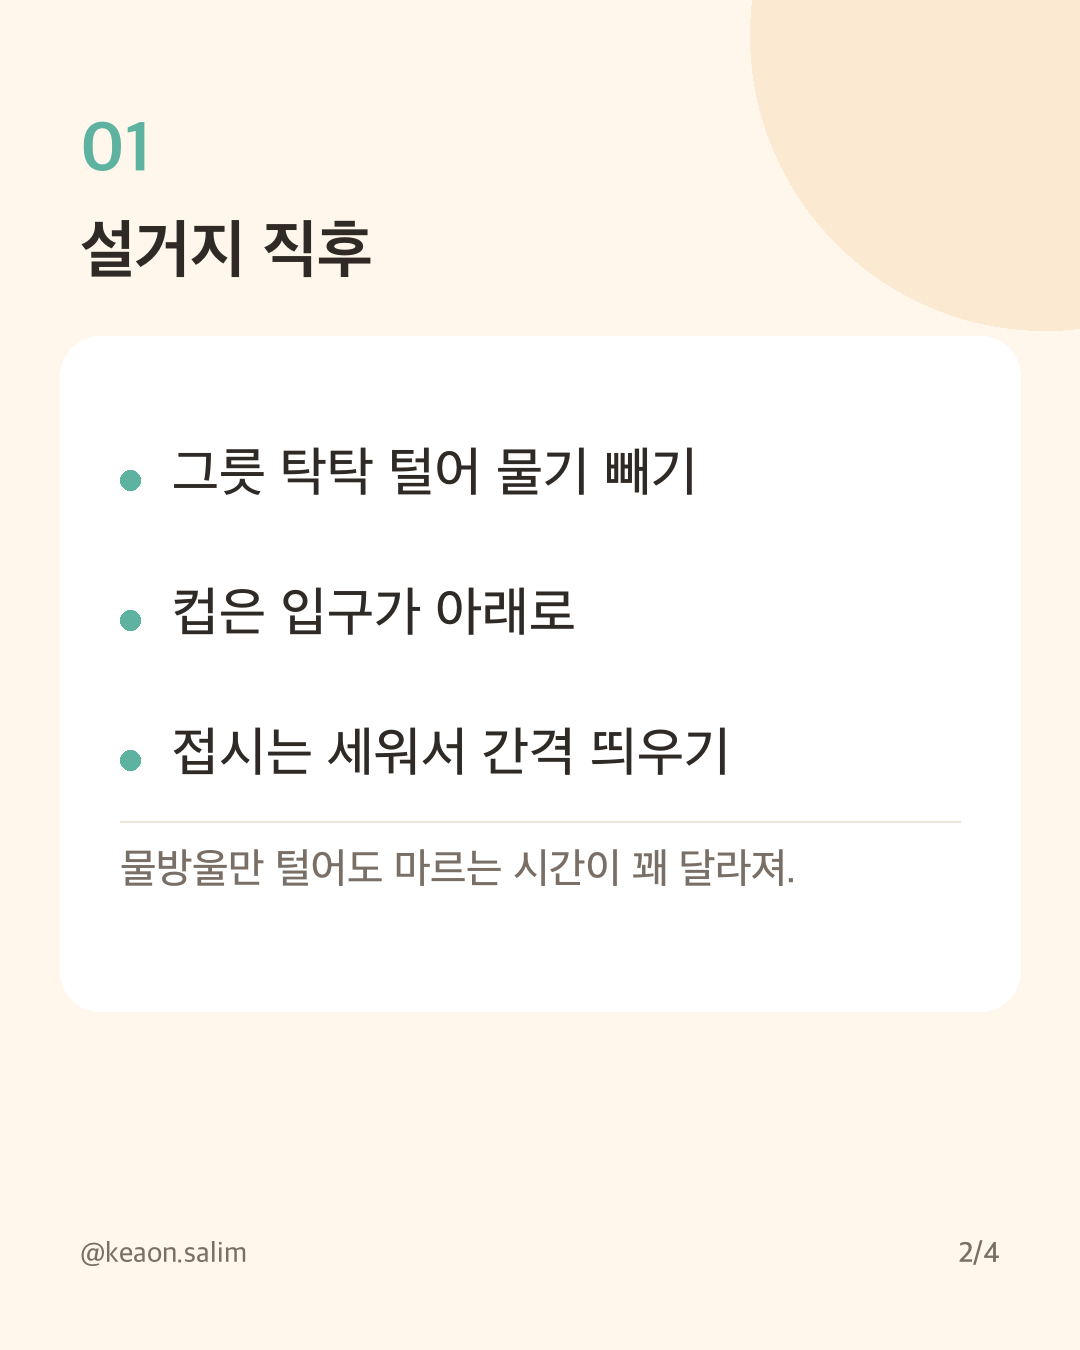 01
설거지 직후
그릇 탁탁 털어 물기 빼기
컵은 입구가 아래로
접시는 세워서 간격 띄우기
물방울만 털어도 마르는 시간이 꽤 달라져.
@keaon.salim
2/4